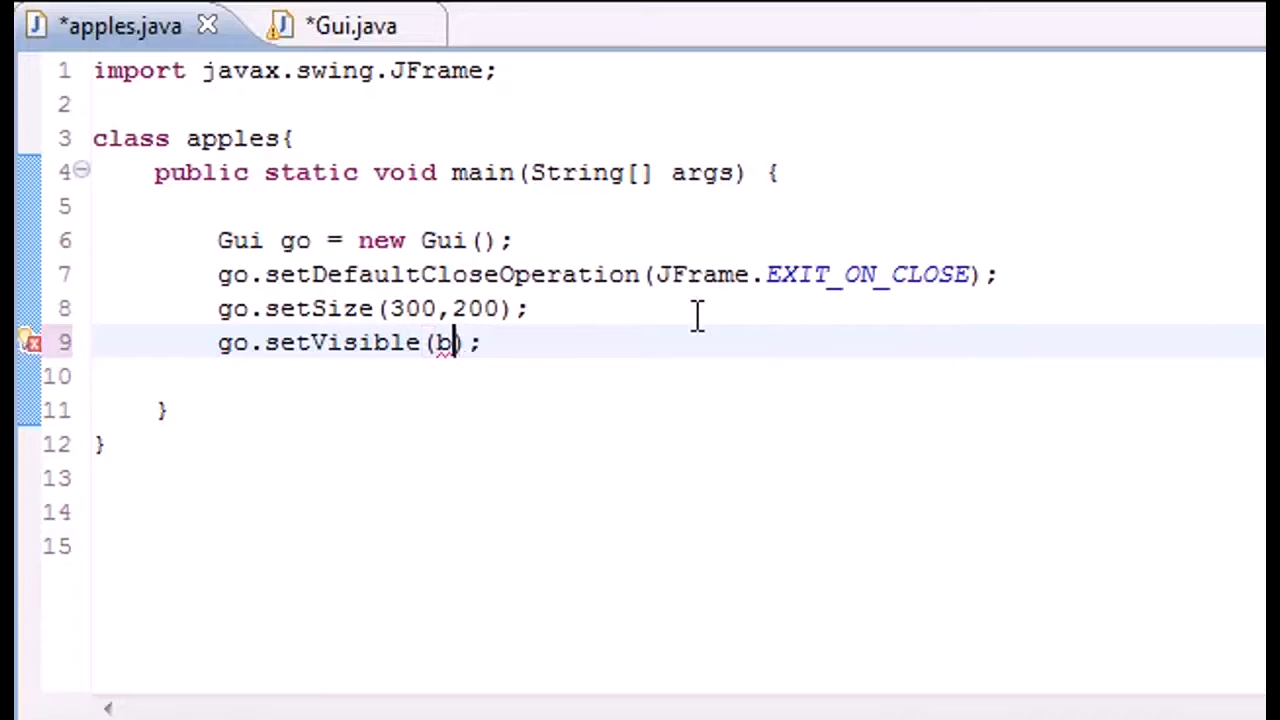 *apples.java
*Gui.java
1 import javax.swing.JFrame;
2
3 class apples{
4 public static void main(String[] args) {
5
6 Gui go = new Gui();
7 go.setDefaultCloseOperation(JFrame.EXIT_ON_CLOSE);
8 go.setSize(300,200);
9 go.setVisible(b);
10
11 }
12 }
13
14
15